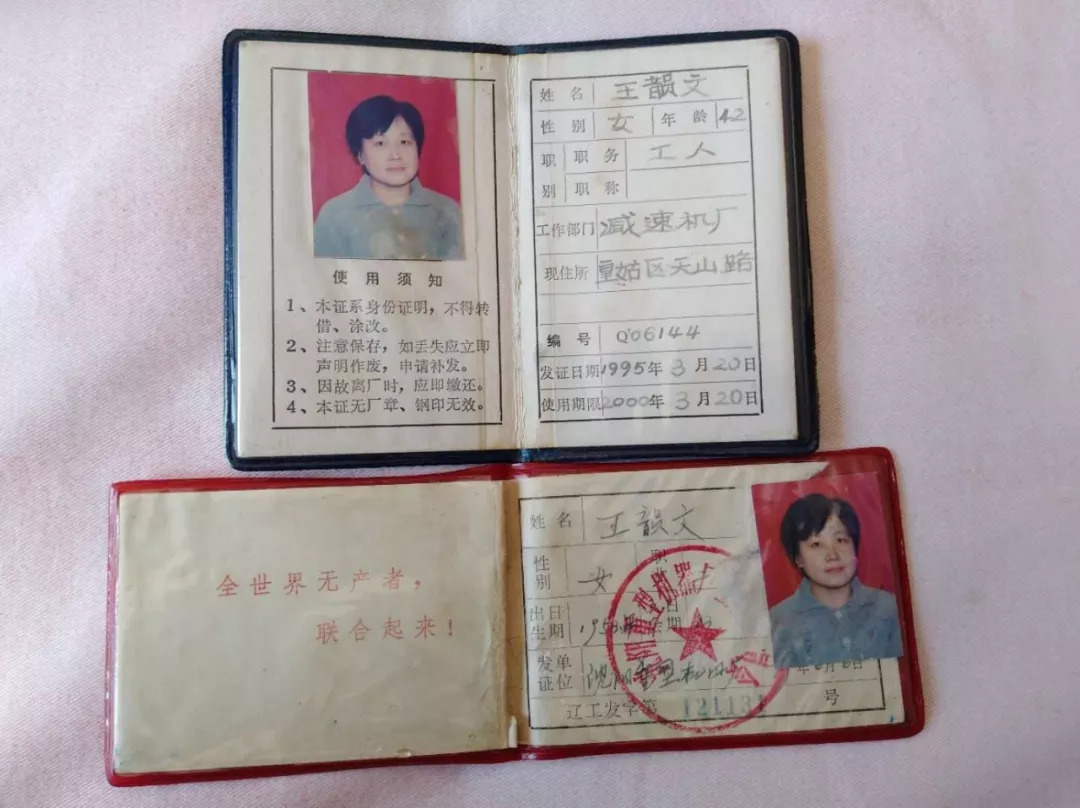 使用须知
1、本证系身份证明，不得转
借、涂改。
2、注意保存，如丢失应立即
声明作废，申请补发。
3、因故离厂时，应即缴还。
4、本证无厂章、钢印无效。
姓名 王韻文
性别 女 年龄 42
职别 职务 工人
职称
工作部门 减速机厂
现住所 皇姑区天山路
编号 Q06144
发证日期 1995年3月20日
使用期限 2000年3月20日
全世界无产者，
联合起来！
姓名 王韻文
性别 女
出生日期
发证单位 沈阳重型
辽工发字第 121131 号